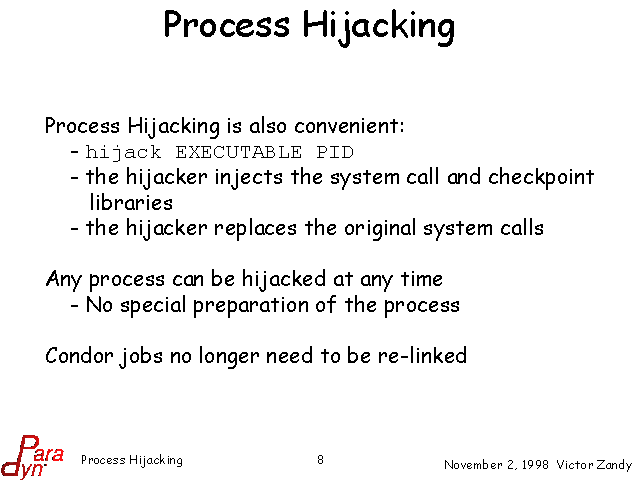 Process Hijacking
Process Hijacking is also convenient:
- hijack EXECUTABLE PID
- the hijacker injects the system call and checkpoint
libraries
- the hijacker replaces the original system calls
Any process can be hijacked at any time
- No special preparation of the process
Condor jobs no longer need to be re-linked
Para
dyn
Process Hijacking
8
November 2, 1998 Victor Zandy